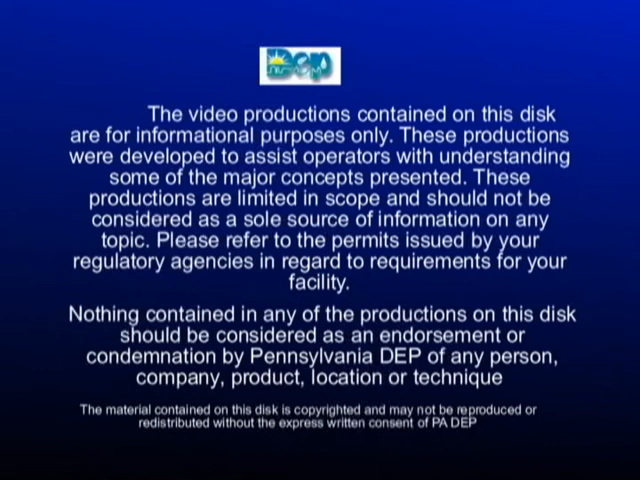 Dep
The video productions contained on this disk
are for informational purposes only. These productions
were developed to assist operators with understanding
some of the major concepts presented. These
productions are limited in scope and should not be
considered as a sole source of information on any
topic. Please refer to the permits issued by your
regulatory agencies in regard to requirements for your
facility.
Nothing contained in any of the productions on this disk
should be considered as an endorsement or
condemnation by Pennsylvania DEP of any person,
company, product, location or technique
The material contained on this disk is copyrighted and may not be reproduced or
redistributed without the express written consent of PA DEP